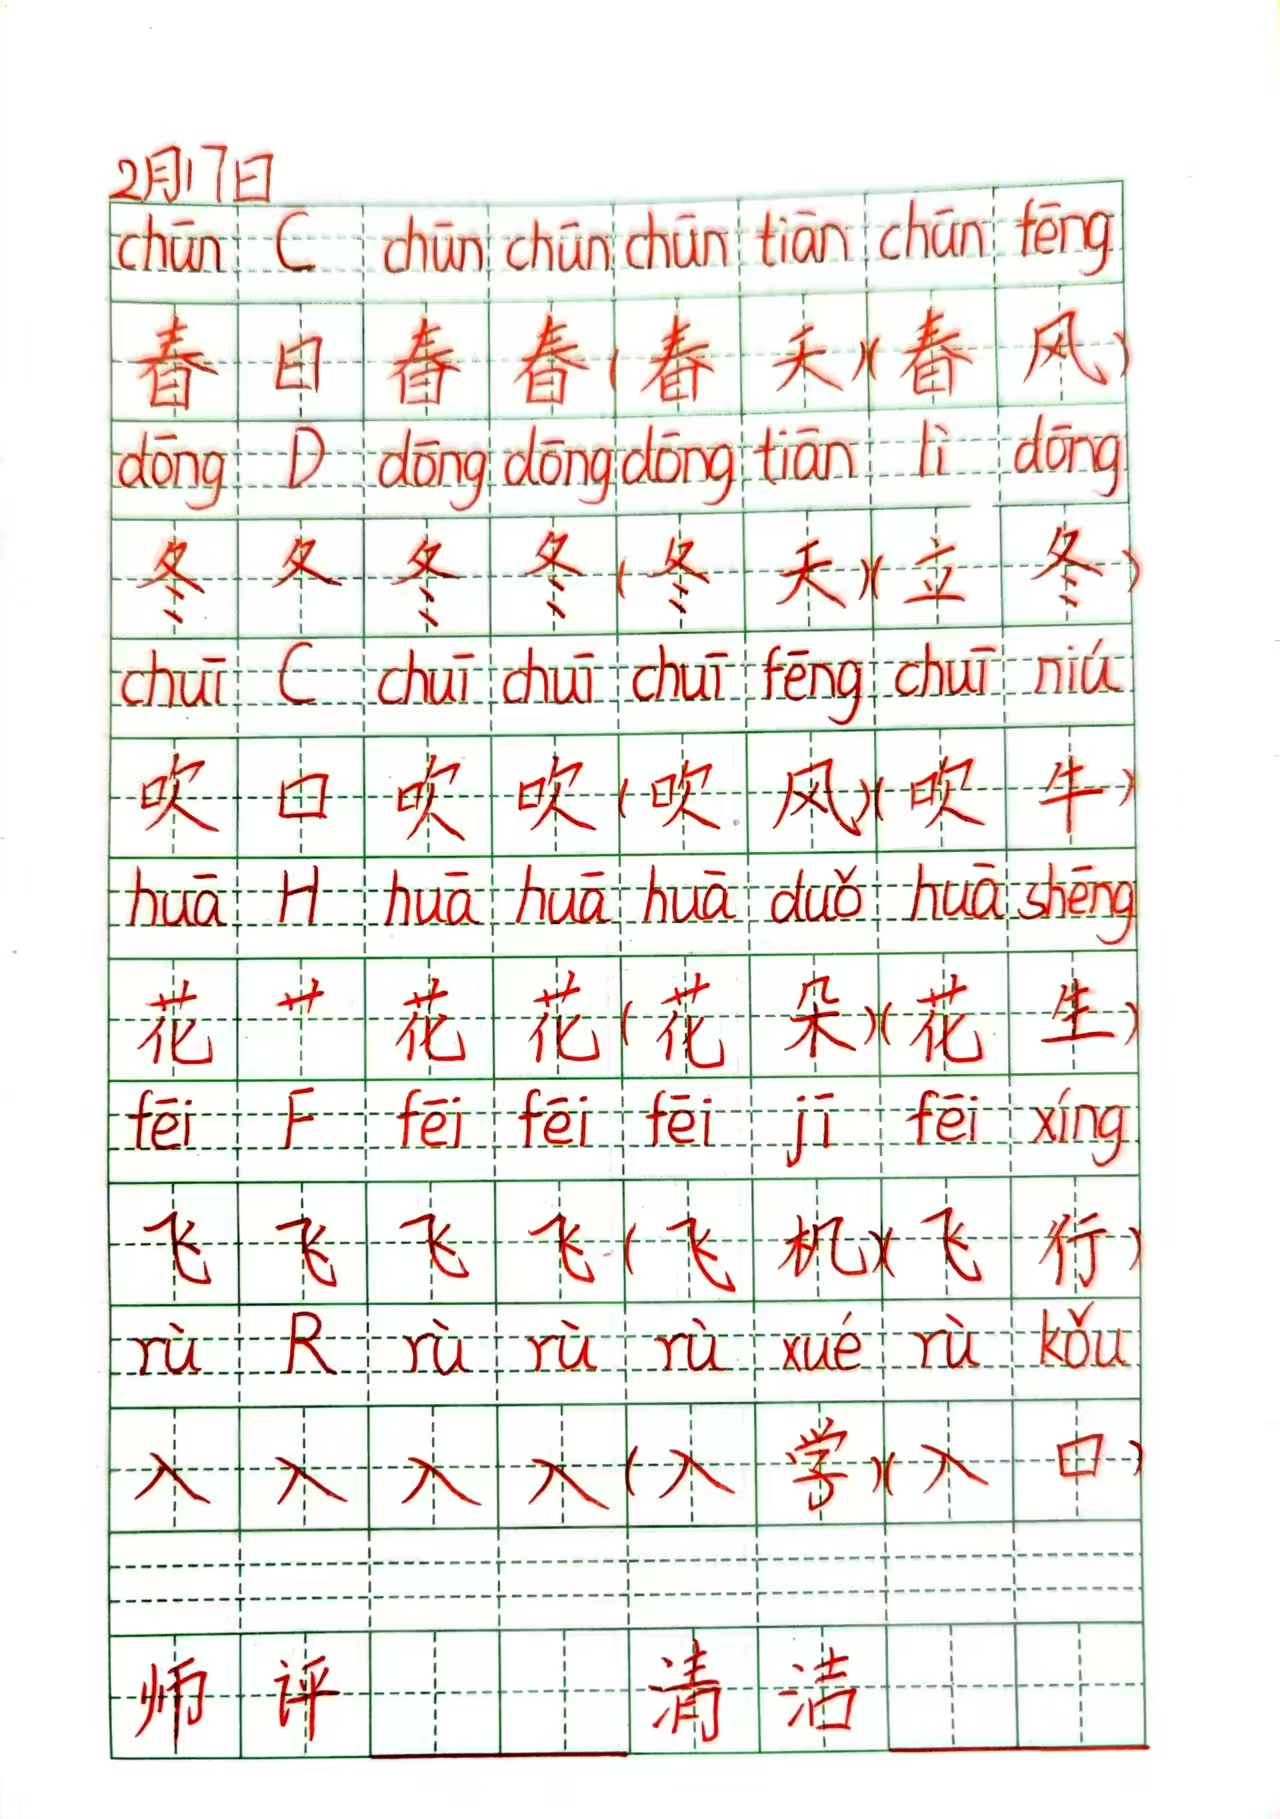 2月17日
chūn C chūn chūn chūn tiān chūn fēng
春 日 春 春 (春 天)(春 风)
dōng D dōng dōng dōng tiān lì dōng
冬 夂 冬 冬 (冬 天)(立 冬)
chuī C chuī chuī chuī fēng chuī niú
吹 口 吹 吹 (吹 风)(吹 牛)
huā H huā huā huā duǒ huā shēng
花 艹 花 花 (花 朵)(花 生)
fēi F fēi fēi fēi jī fēi xíng
飞 飞 飞 飞 (飞 机)(飞 行)
rù R rù rù rù xué rù kǒu
入 入 入 入 (入 学)(入 口)
师 评 清 洁